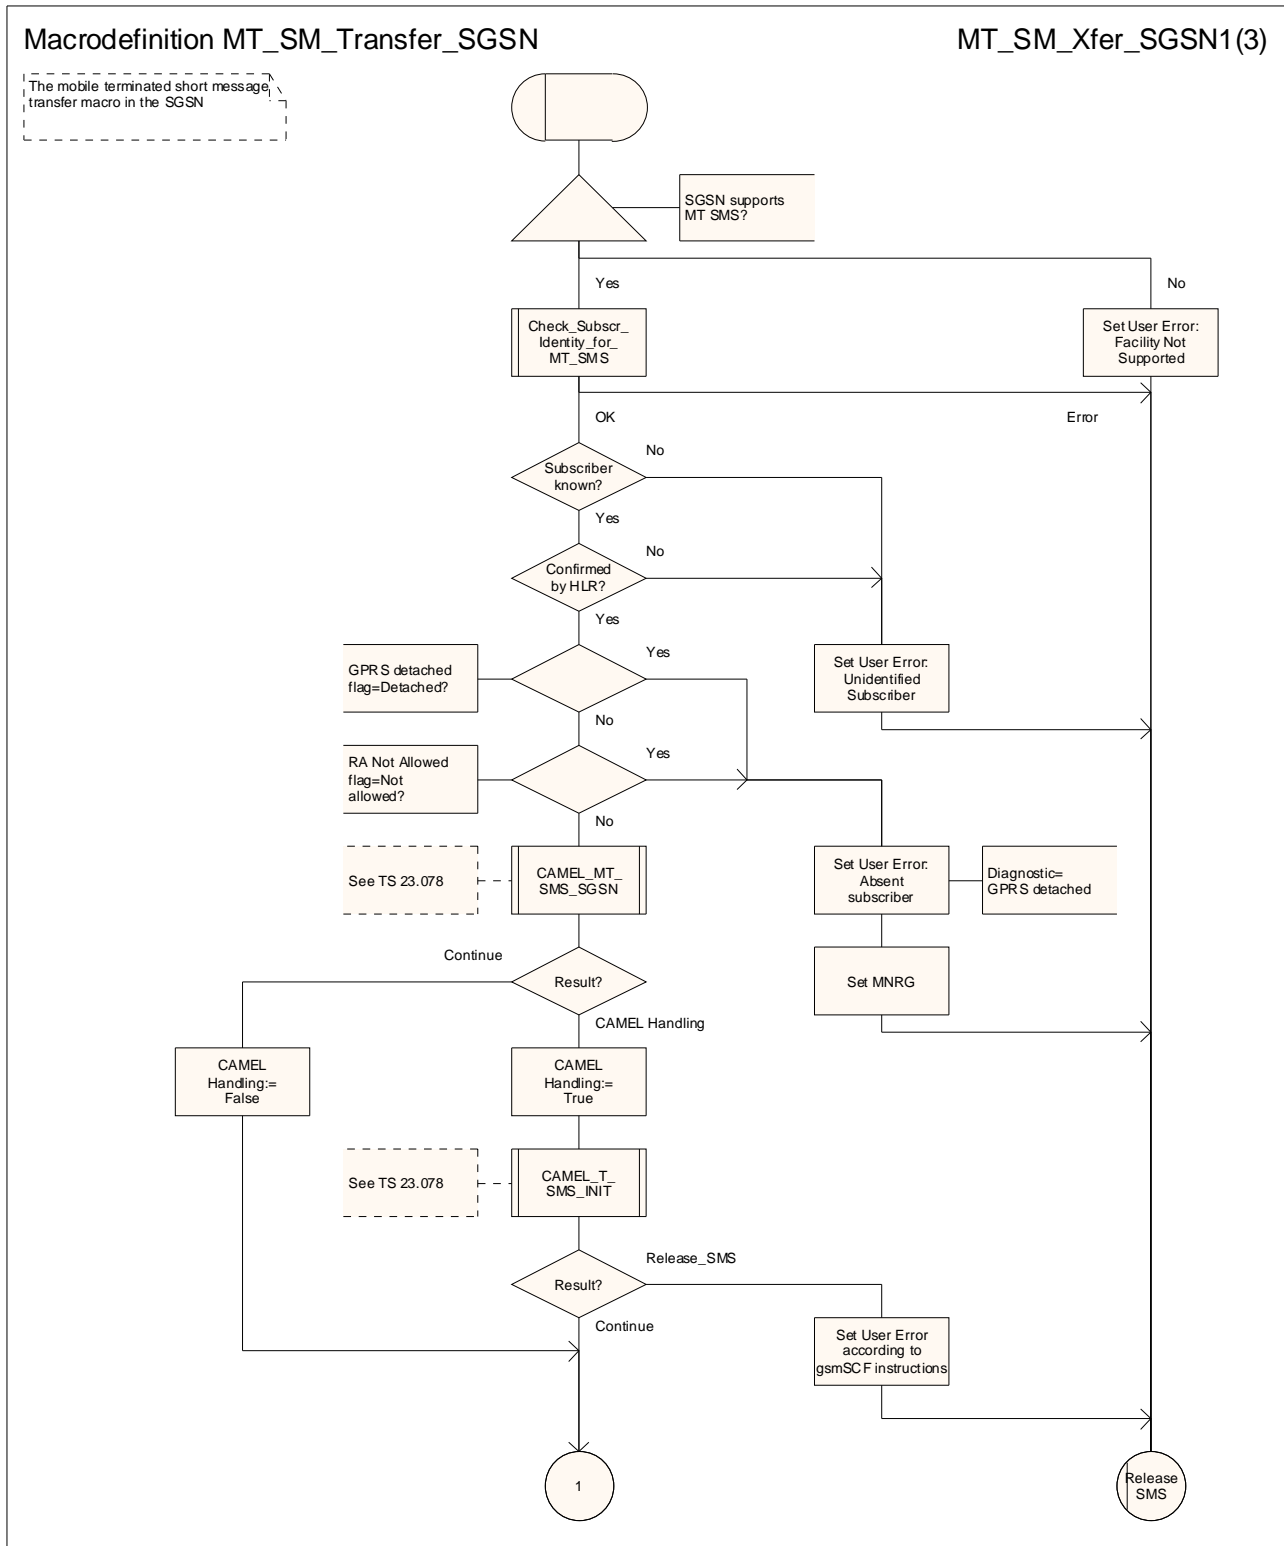 Macrodefinition MT_SM_Transfer_SGSN
MT_SM_Xfer_SGSN1(3)
The mobile terminated short message
transfer macro in the SGSN
SGSN supports
MT SMS?
Yes
No
Check_Subscr_
Identity_for_
MT_SMS
Set User Error:
Facility Not
Supported
OK
Error
Subscriber
known?
No
Yes
Confirmed
by HLR?
No
Yes
GPRS detached
flag=Detached?
Yes
Set User Error:
Unidentified
Subscriber
No
RA Not Allowed
flag=Not
allowed?
Yes
No
See TS 23.078
CAMEL_MT_
SMS_SGSN
Set User Error:
Absent
subscriber
Diagnostic=
GPRS detached
Continue
Result?
Set MNRG
CAMEL Handling
CAMEL
Handling:=
False
CAMEL
Handling:=
True
See TS 23.078
CAMEL_T_
SMS_INIT
Result?
Release_SMS
Continue
Set User Error
according to
gsmSCF instructions
1
Release
SMS